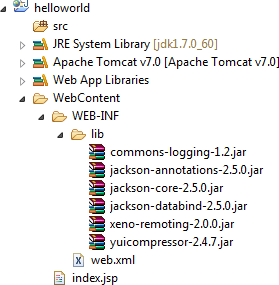 helloworld
src
JRE System Library [jdk1.7.0_60]
Apache Tomcat v7.0 [Apache Tomcat v7.0]
Web App Libraries
WebContent
WEB-INF
lib
commons-logging-1.2.jar
jackson-annotations-2.5.0.jar
jackson-core-2.5.0.jar
jackson-databind-2.5.0.jar
xeno-remoting-2.0.0.jar
yuicompressor-2.4.7.jar
web.xml
index.jsp